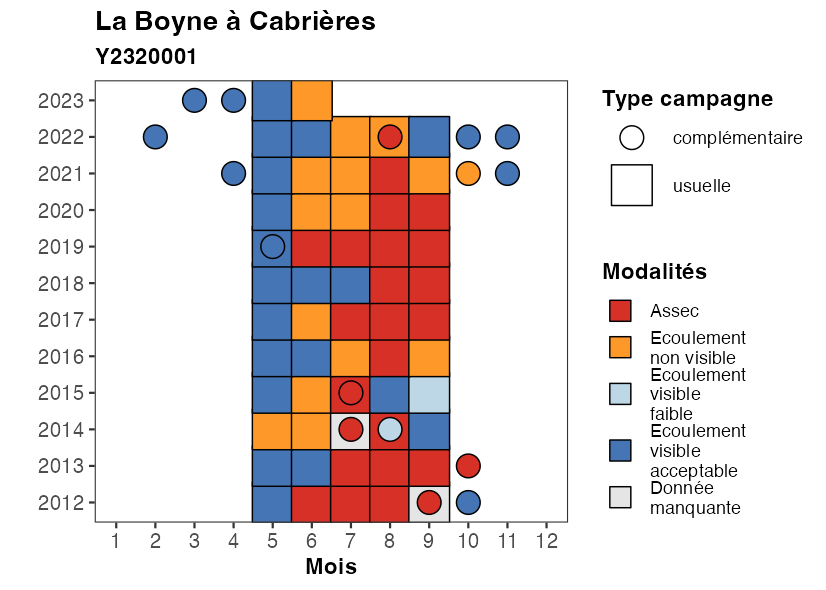 La Boyne à Cabrières
Y2320001
2023
2022
2021
2020
2019
2018
2017
2016
2015
2014
2013
2012
1 2 3 4 5 6 7 8 9 10 11 12
Mois
Type campagne
complémentaire
usuelle
Modalités
Assec
Ecoulement
non visible
Ecoulement
visible
faible
Ecoulement
visible
acceptable
Donnée
manquante